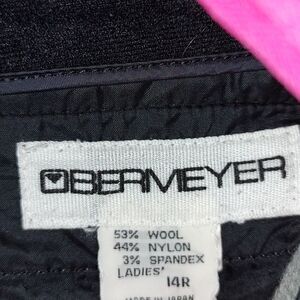 OBERMEYER
53% WOOL
44% NYLON
3% SPANDEX
LADIES'
14R
MADE IN JAPAN